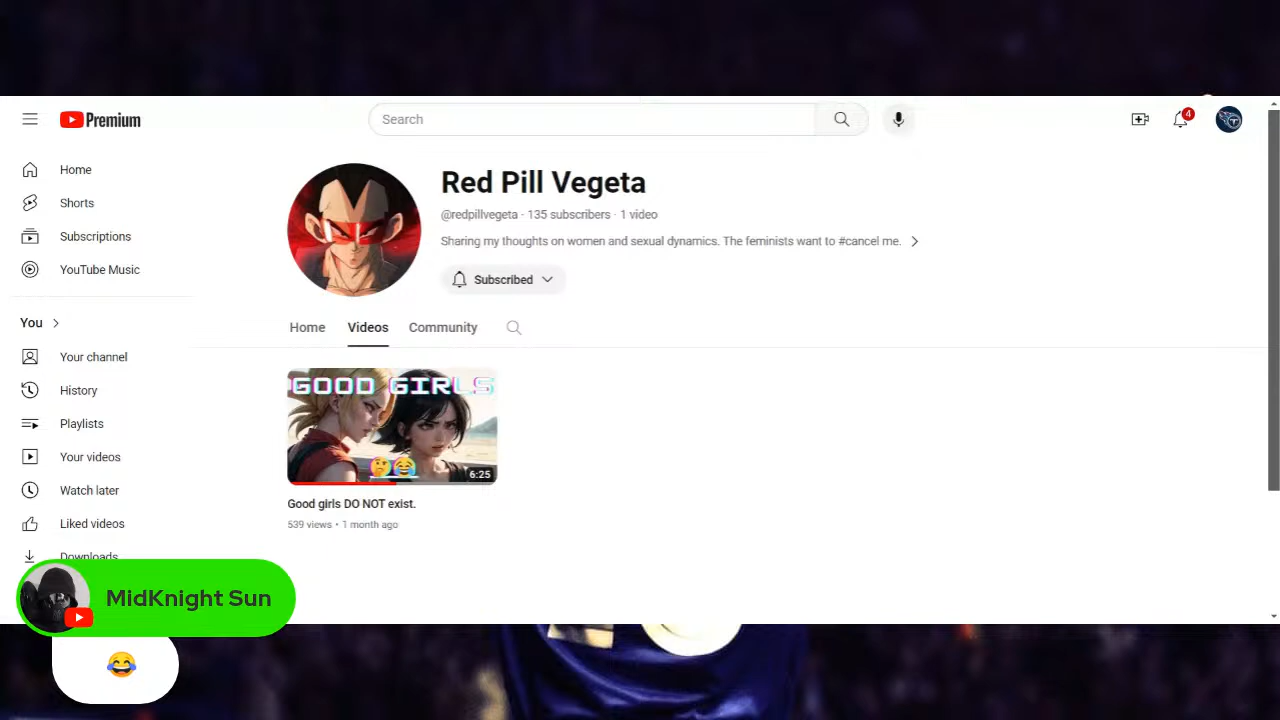 Premium
Search
4
Home
Shorts
Subscriptions
YouTube Music
You
Your channel
History
Playlists
Your videos
Watch later
Liked videos
Downloads
Red Pill Vegeta
@redpillvegeta · 135 subscribers · 1 video
Sharing my thoughts on women and sexual dynamics. The feminists want to #cancel me.
Subscribed
Home Videos Community
GOOD GIRLS
6:25
Good girls DO NOT exist.
539 views • 1 month ago
MidKnight Sun